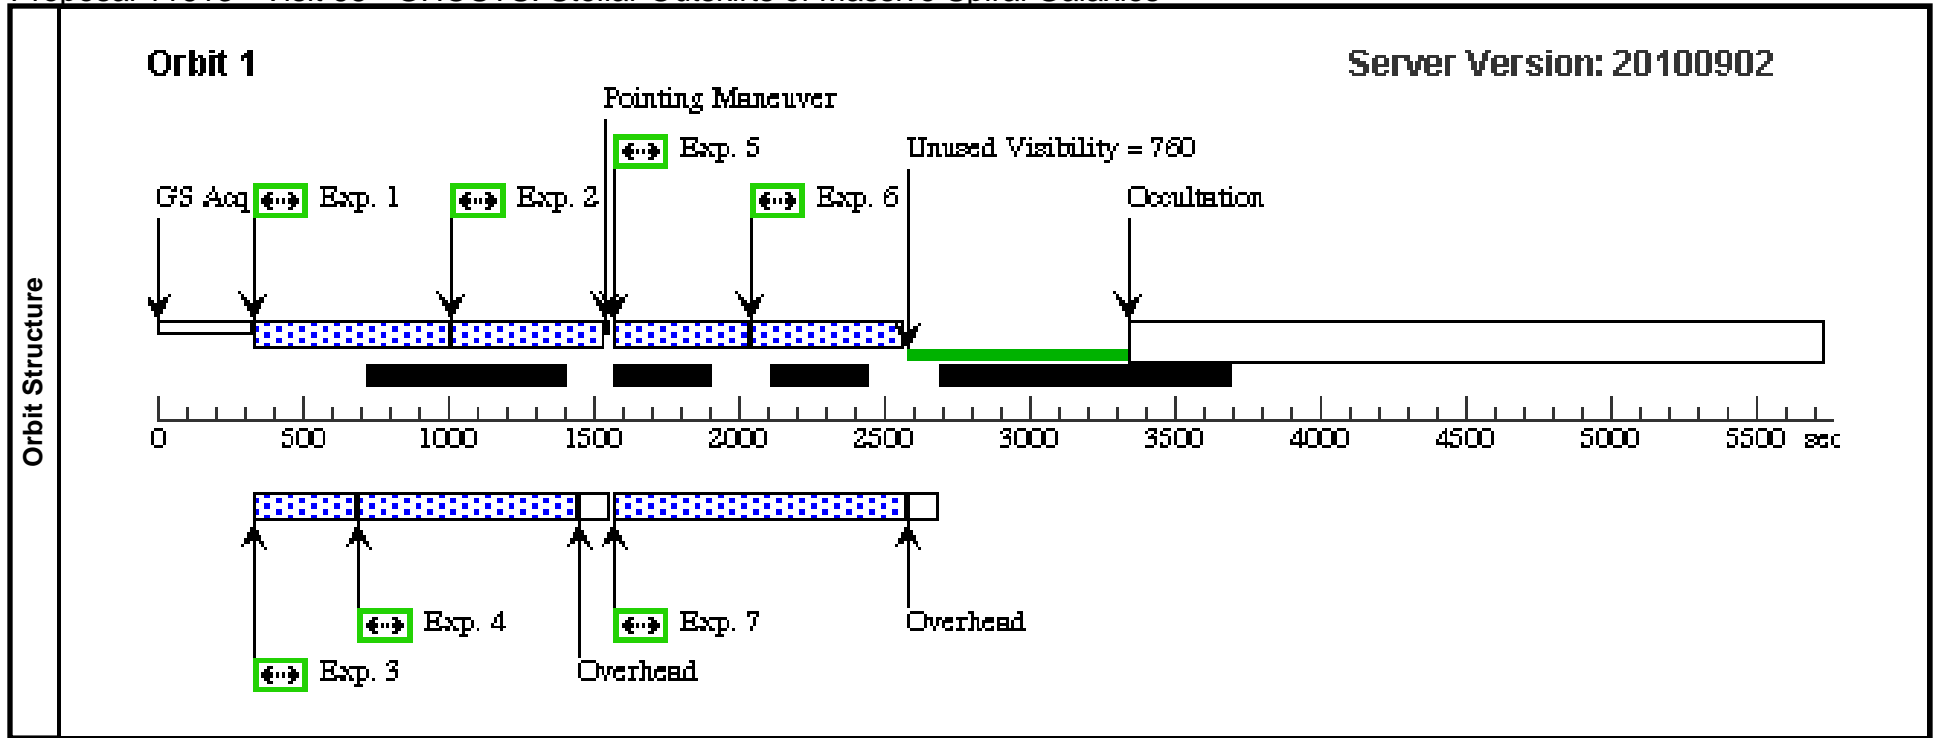 Orbit 1
Server Version: 20100902
Pointing Maneuver
Exp. 5
Unused Visibility = 760
GS Acq
Exp. 1
Exp. 2
Exp. 6
Occultation
Orbit Structure
0 500 1000 1500 2000 2500 3000 3500 4000 4500 5000 5500 sec
Exp. 4
Exp. 7
Overhead
Exp. 3
Overhead